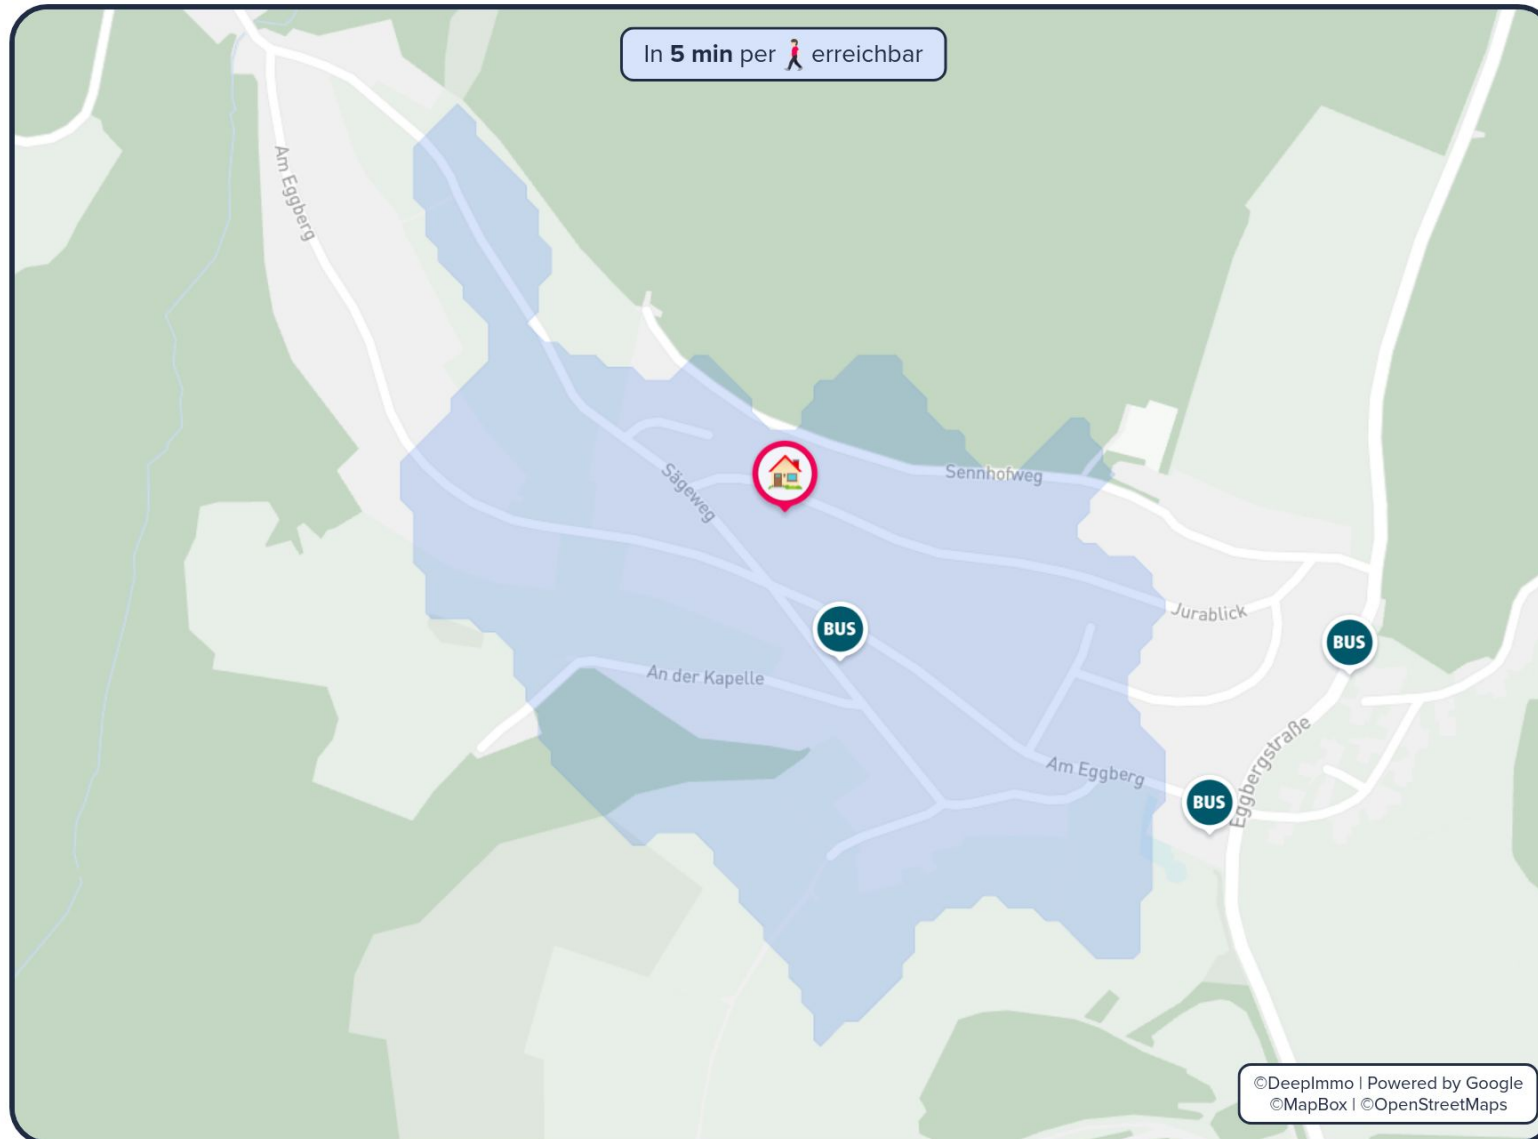 In 5 min per erreichbar
Am Eggberg
Sägeweg
Sennhofweg
Jurablick
BUS
BUS
An der Kapelle
Am Eggberg
Eggbergstraße
BUS
©DeepImmo | Powered by Google
©MapBox | ©OpenStreetMaps